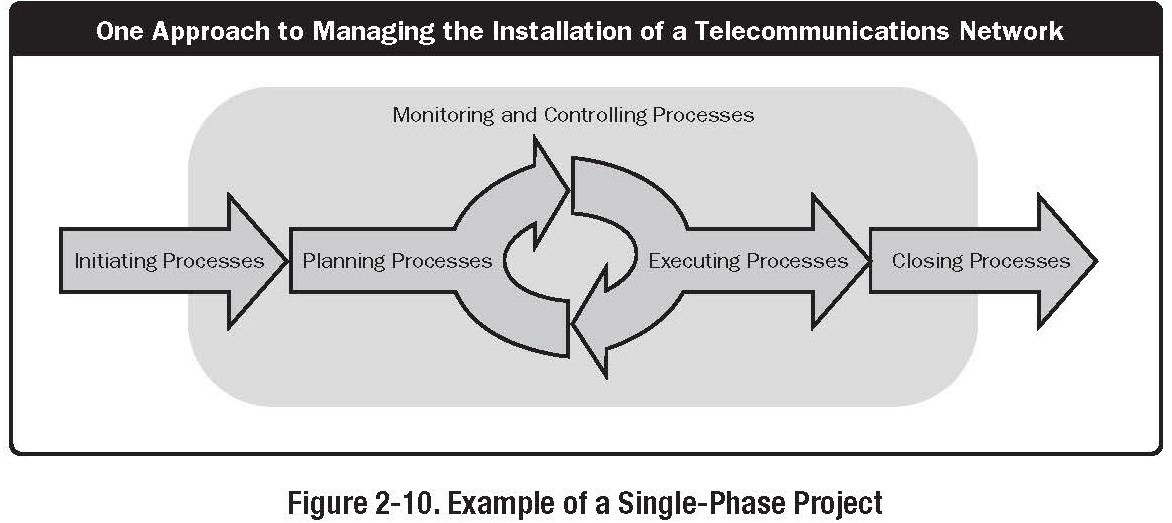 One Approach to Managing the Installation of a Telecommunications Network
Monitoring and Controlling Processes
Initiating Processes
Planning Processes
Executing Processes
Closing Processes
Figure 2-10. Example of a Single-Phase Project